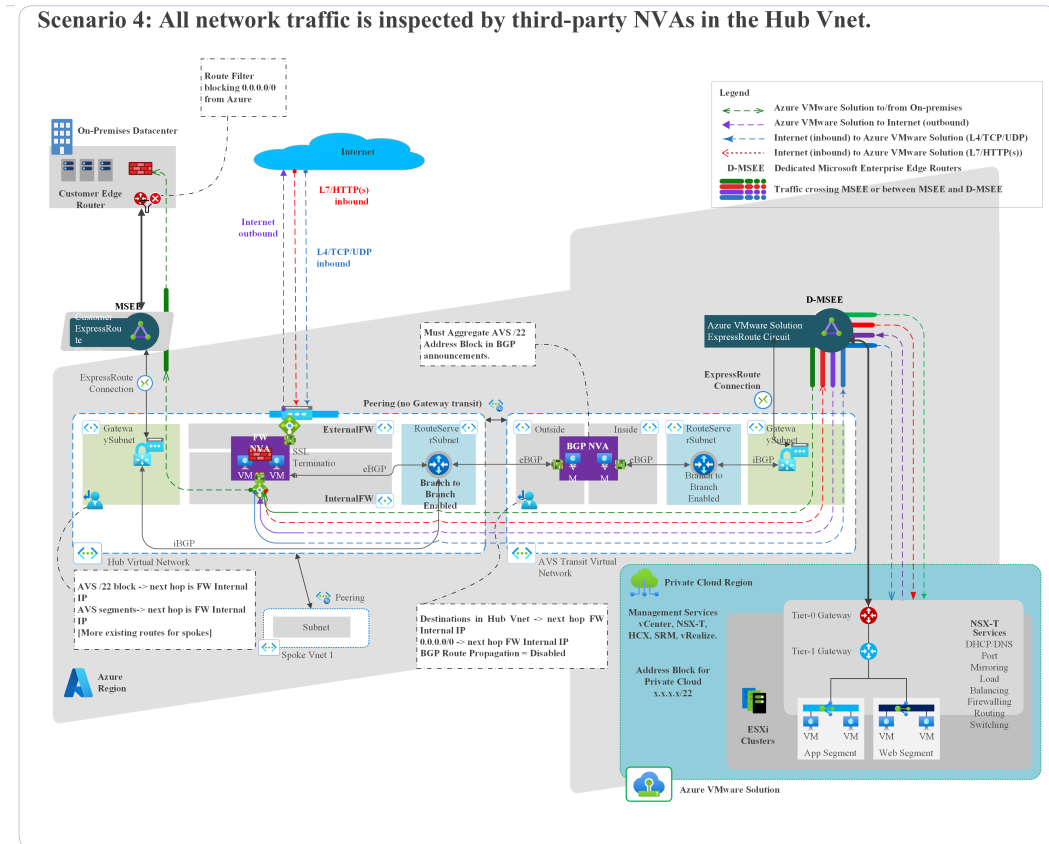 Scenario 4: All network traffic is inspected by third-party NVAs in the Hub Vnet.
Route Filter
blocking 0.0.0.0/0
from Azure
On-Premises Datacenter
Customer Edge
Router
Internet
L7/HTTP(s)
inbound
Internet
outbound
L4/TCP/UDP
inbound
Legend
Azure VMware Solution to/from On-premises
Azure VMware Solution to Internet (outbound)
Internet (inbound) to Azure VMware Solution (L4/TCP/UDP)
Internet (inbound) to Azure VMware Solution (L7/HTTP(s))
D-MSEE Dedicated Microsoft Enterprise Edge Routers
Traffic crossing MSEE or between MSEE and D-MSEE
MSEE
Customer
ExpressRou
te
ExpressRoute
Connection
Must Aggregate AVS /22
Address Block in BGP
announcements.
D-MSEE
Azure VMware Solution
ExpressRoute Circuit
ExpressRoute
Connection
Peering (no Gateway transit)
Gatewa
ySubnet
ExternalFW
FW
NVA
VM
VM
SSL
Terminatio
InternalFW
eBGP
RouteServe
rSubnet
Branch to
Branch
Enabled
iBGP
Hub Virtual Network
Outside
Inside
BGP NVA
M
M
eBGP
eBGP
RouteServe
rSubnet
Branch to
Branch
Enabled
iBGP
Gatewa
ySubnet
AVS Transit Virtual
Network
AVS /22 block -> next hop is FW Internal
IP
AVS segments-> next hop is FW Internal
IP
[More existing routes for spokes]
Peering
Subnet
Spoke Vnet 1
Destinations in Hub Vnet -> next hop FW
Internal IP
0.0.0.0/0 -> next hop FW Internal IP
BGP Route Propagation = Disabled
Azure
Region
Private Cloud Region
Management Services
vCenter, NSX-T,
HCX, SRM, vRealize.
Address Block for
Private Cloud
x.x.x.x/22
Tier-0 Gateway
Tier-1 Gateway
NSX-T
Services
DHCP/DNS
Port
Mirroring
Load
Balancing
Firewalling
Routing
Switching
ESXi
Clusters
VM
VM
App Segment
VM
VM
Web Segment
Azure VMware Solution